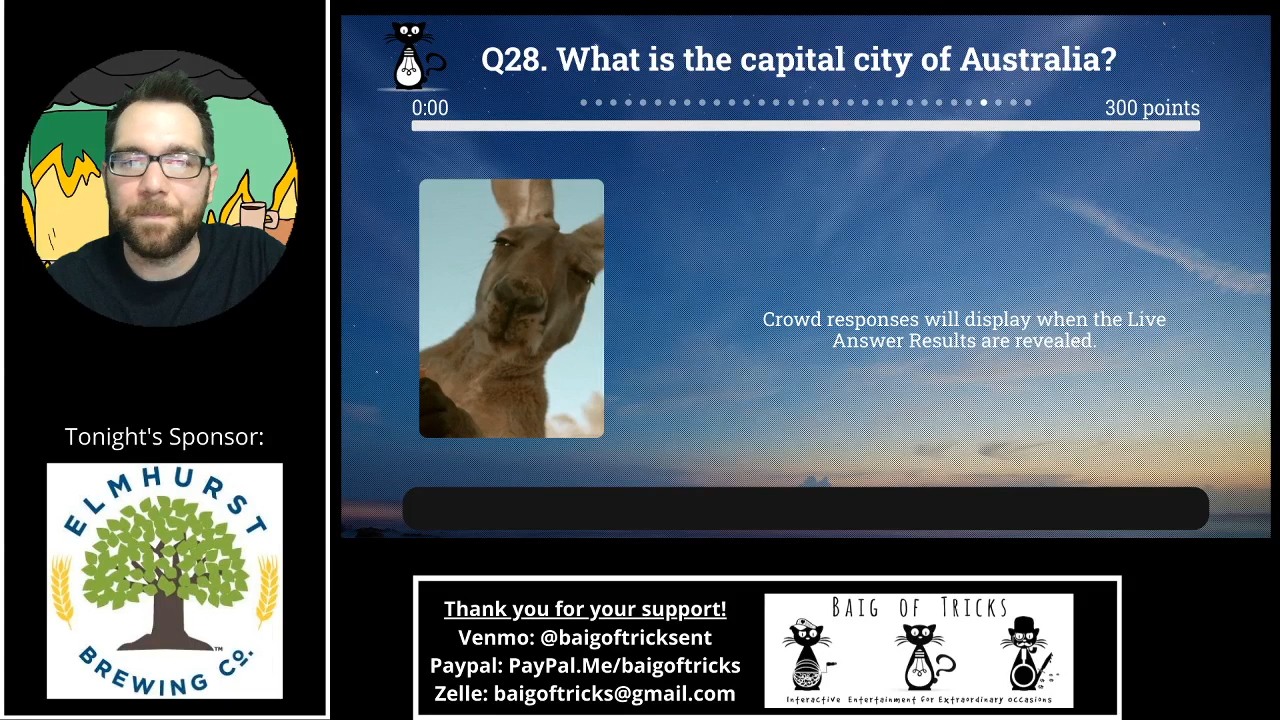 Q28. What is the capital city of Australia?
0:00
300 points
Crowd responses will display when the Live
Answer Results are revealed.
Tonight's Sponsor:
ELMHURST
BREWING CO.
TM
Thank you for your support!
Venmo: @baigoftricksent
Paypal: PayPal.Me/baigoftricks
Zelle: baigoftricks@gmail.com
BAIG OF TRICKS
Interactive Entertainment for Extraordinary occasions